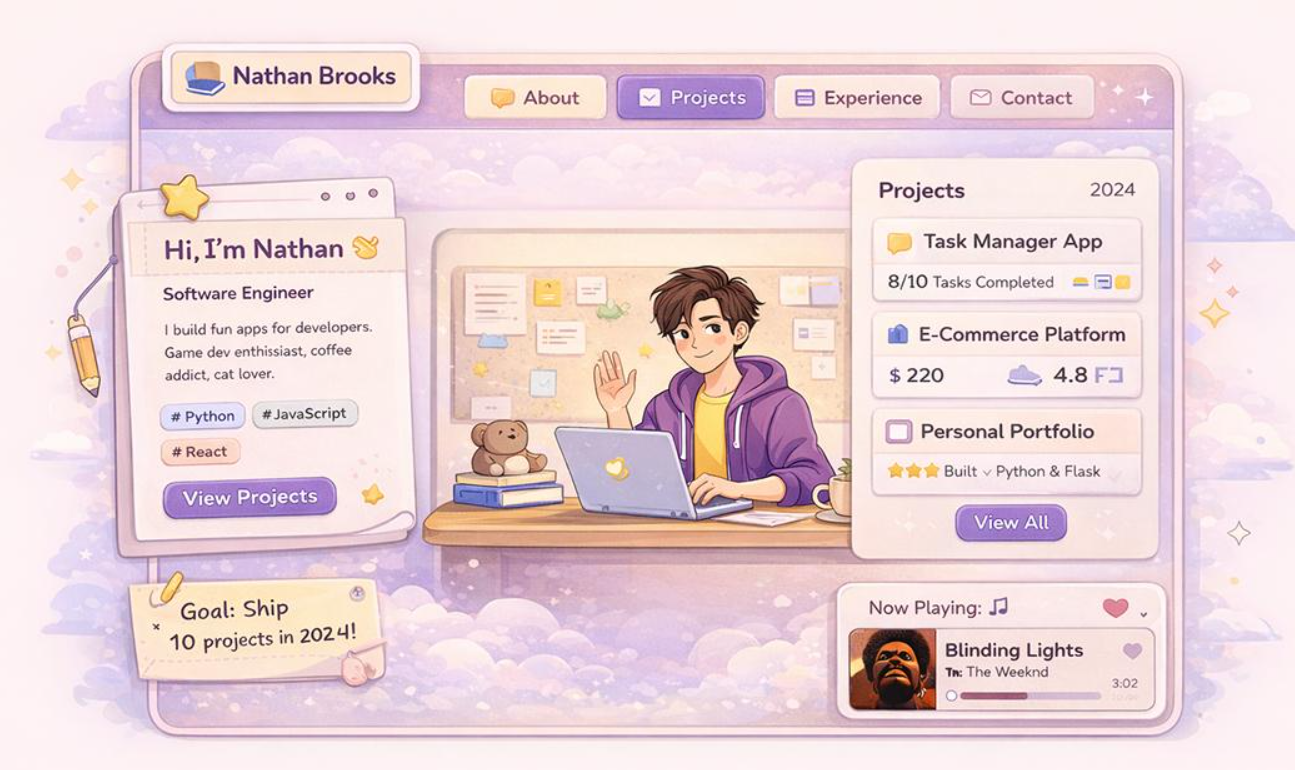 Nathan Brooks
About
Projects
Experience
Contact
Hi, I'm Nathan
Software Engineer
I build fun apps for developers.
Game dev enthissiast, coffee
addict, cat lover.
# Python
# JavaScript
# React
View Projects
Goal: Ship
10 projects in 2024!
Projects 2024
Task Manager App
8/10 Tasks Completed
E-Commerce Platform
$ 220 4.8
Personal Portfolio
Built Python & Flask
View All
Now Playing:
Blinding Lights
The Weeknd
3:02